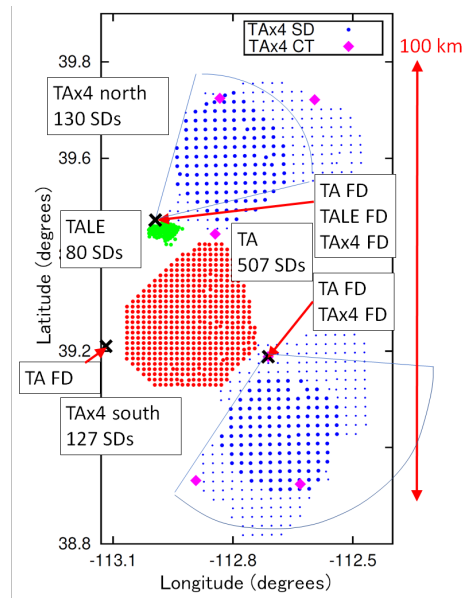 TAx4 SD
TAx4 CT
100 km
39.8
TAx4 north
130 SDs
39.6
TA FD
TALE FD
TAx4 FD
TALE
80 SDs
TA
507 SDs
TA FD
TAx4 FD
39.2
TA FD
TAx4 south
127 SDs
38.8
-113.1
-112.8
-112.5
Longitude (degrees)
Latitude (degrees)